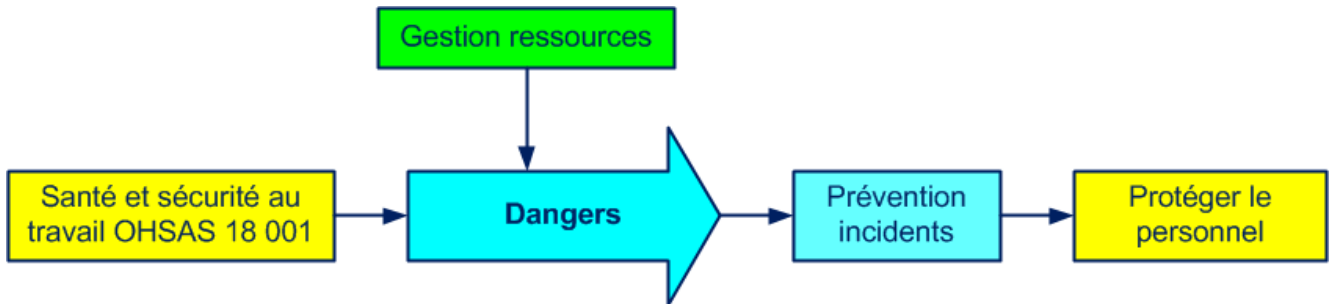 Gestion ressources
Santé et sécurité au
travail OHSAS 18 001
Dangers
Prévention
incidents
Protéger le
personnel